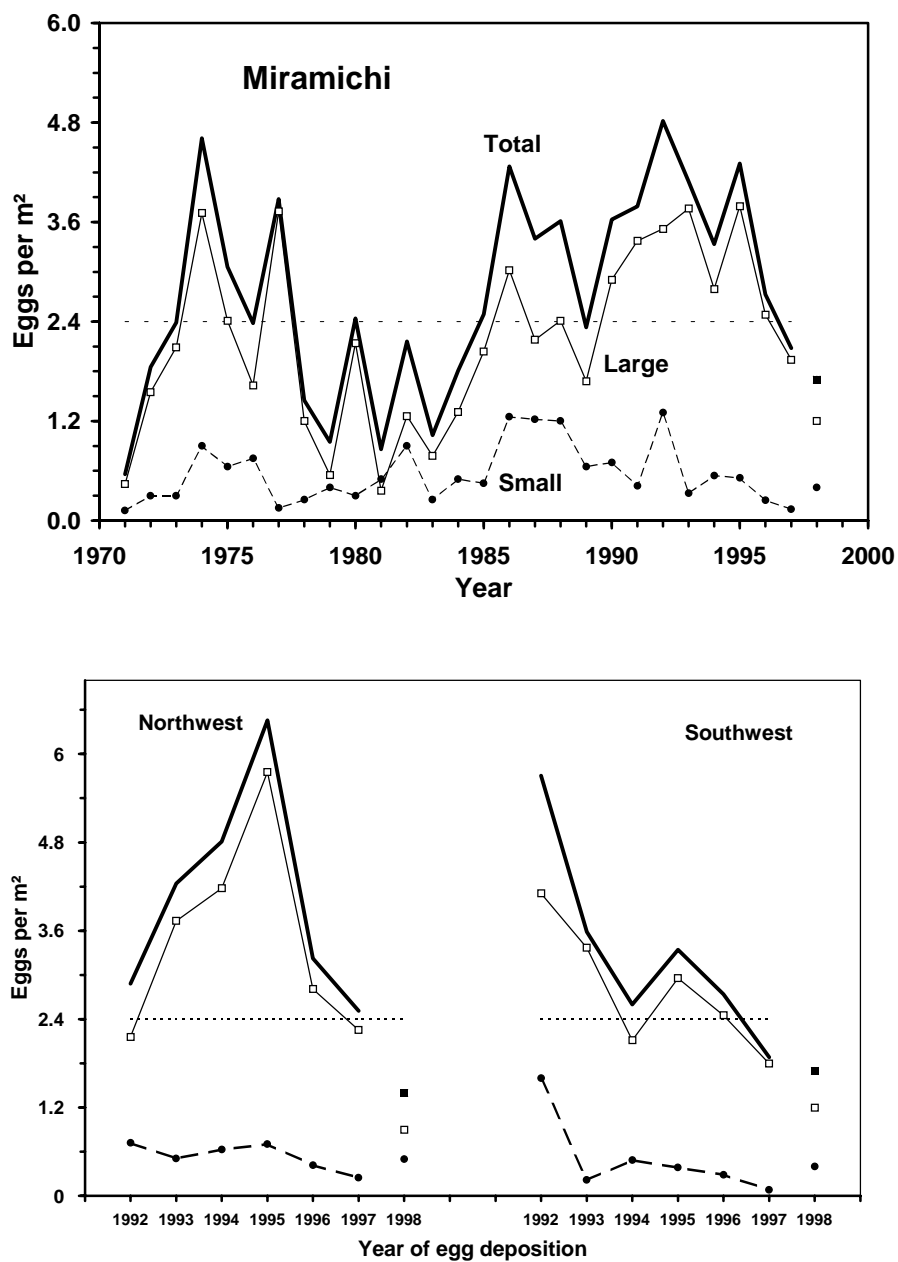 6.0
Miramichi
4.8
Total
3.6
Eggs per m²
2.4
Large
1.2
Small
0.0
1970 1975 1980 1985 1990 1995 2000
Year
Northwest
Southwest
6
4.8
3.6
Eggs per m²
2.4
1.2
0
1992 1993 1994 1995 1996 1997 1998 1992 1993 1994 1995 1996 1997 1998
Year of egg deposition